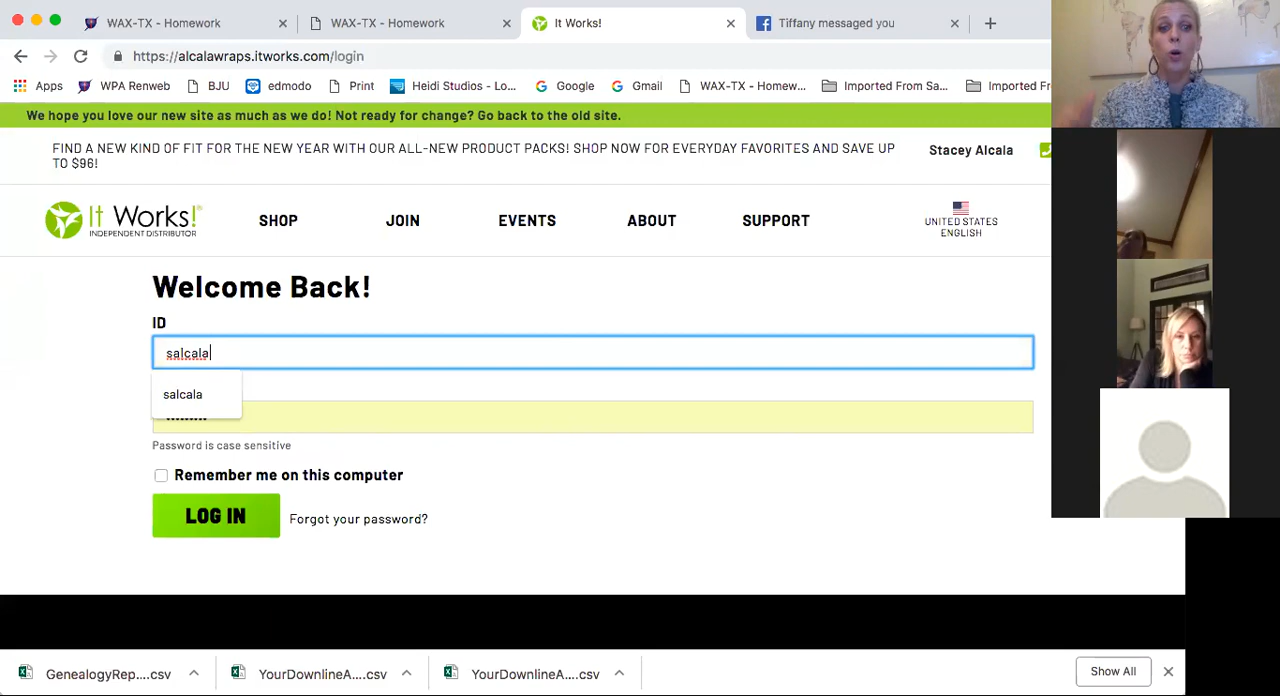 WAX-TX - Homework
WAX-TX - Homework
It Works!
Tiffany messaged you
https://alcalawraps.itworks.com/login
Apps WPA Renweb BJU edmodo Print Heidi Studios - Lo... Google Gmail WAX-TX - Homew... Imported From Sa... Imported Fr
We hope you love our new site as much as we do! Not ready for change? Go back to the old site.
FIND A NEW KIND OF FIT FOR THE NEW YEAR WITH OUR ALL-NEW PRODUCT PACKS! SHOP NOW FOR EVERYDAY FAVORITES AND SAVE UP
TO $96!
Stacey Alcala
It Works!
INDEPENDENT DISTRIBUTOR
SHOP JOIN EVENTS ABOUT SUPPORT
UNITED STATES
ENGLISH
Welcome Back!
ID
salcala
salcala
Password is case sensitive
Remember me on this computer
LOG IN
Forgot your password?
GenealogyRep....csv
YourDownlineA....csv
YourDownlineA....csv
Show All